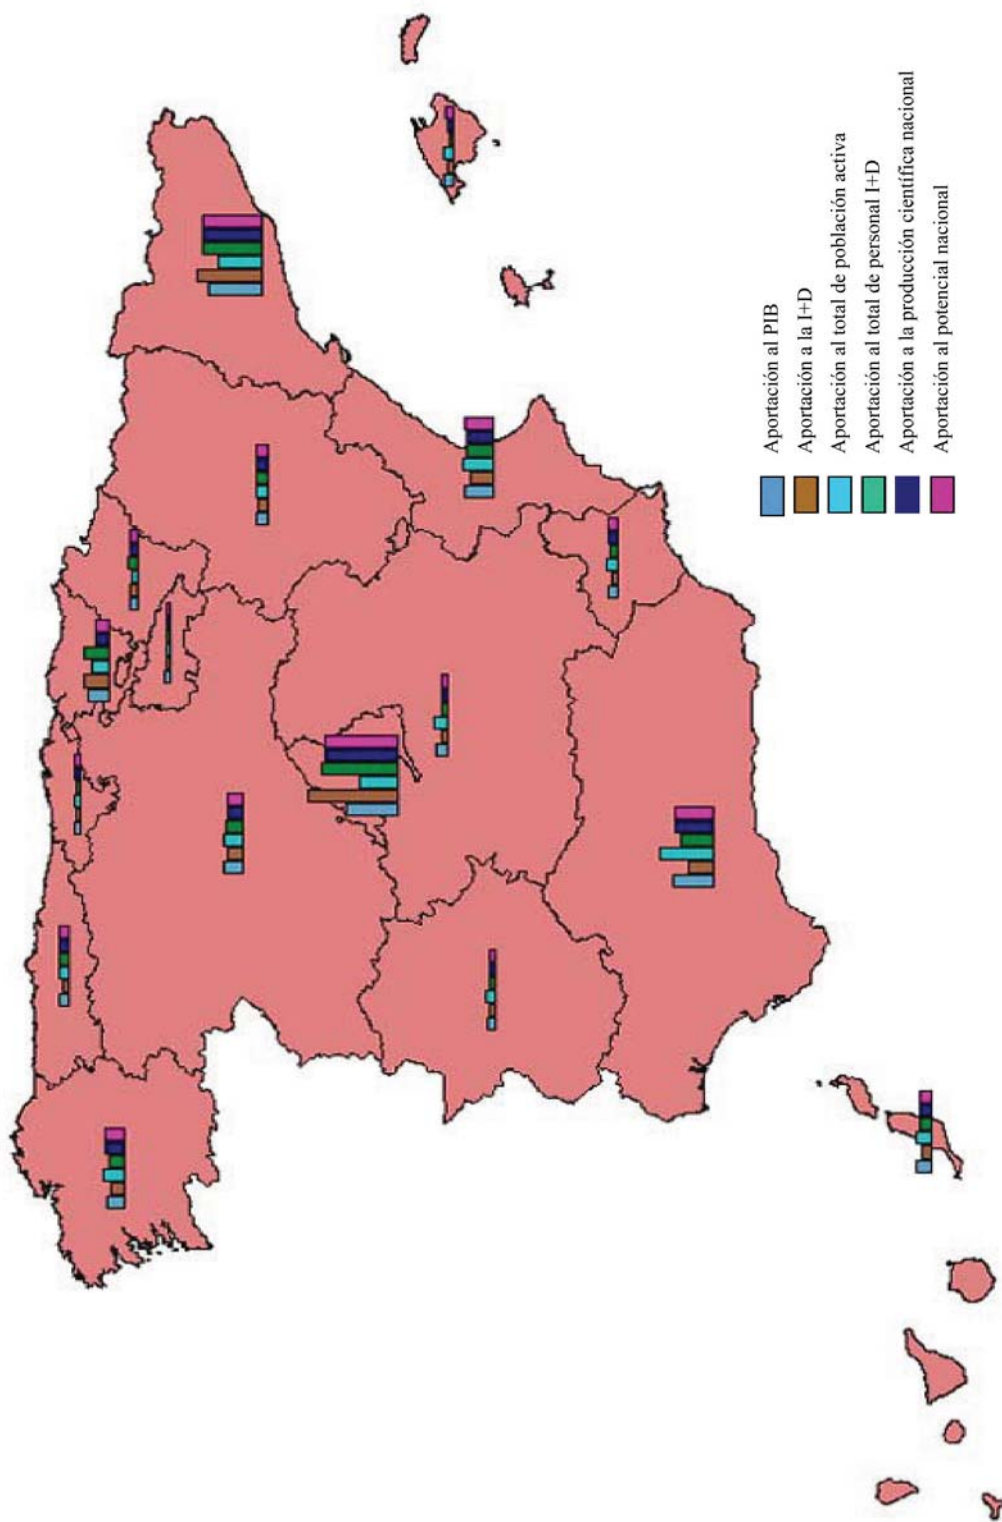 Aportación al PIB
Aportación a la I+D
Aportación al total de población activa
Aportación al total de personal I+D
Aportación a la producción científica nacional
Aportación al potencial nacional